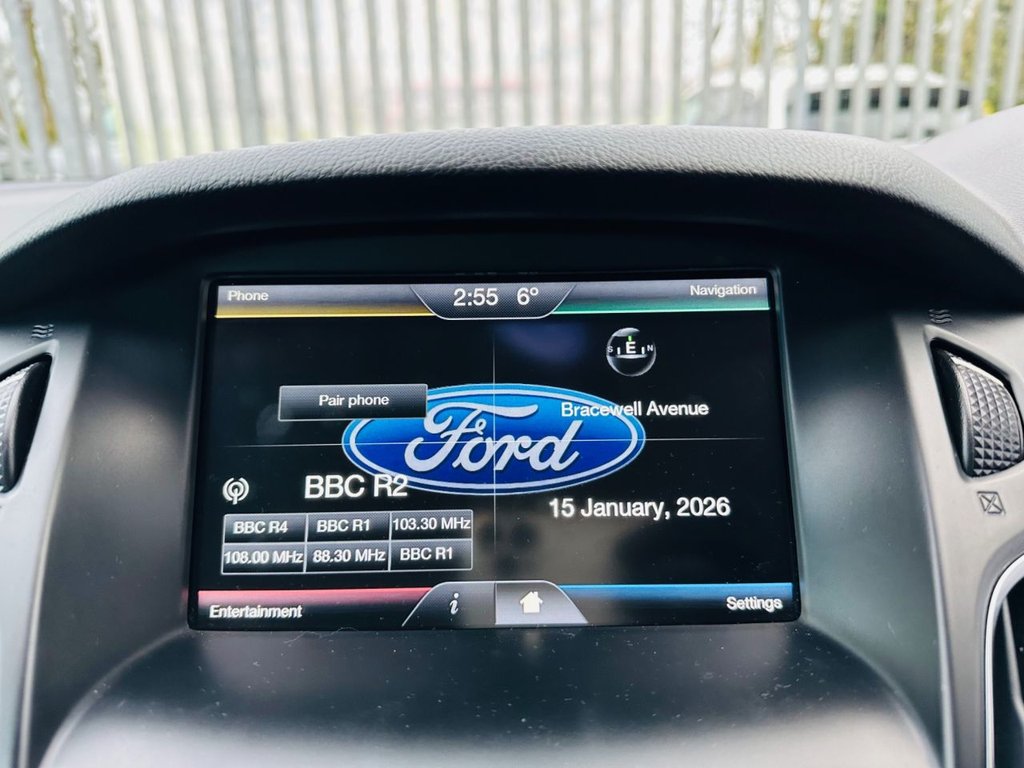 Phone
2:55 6°
Navigation
S E N
Pair phone
Bracewell Avenue
Ford
BBC R2
15 January, 2026
BBC R4 BBC R1 103.30 MHz
108.00 MHz 88.30 MHz BBC R1
Entertainment
i
Settings